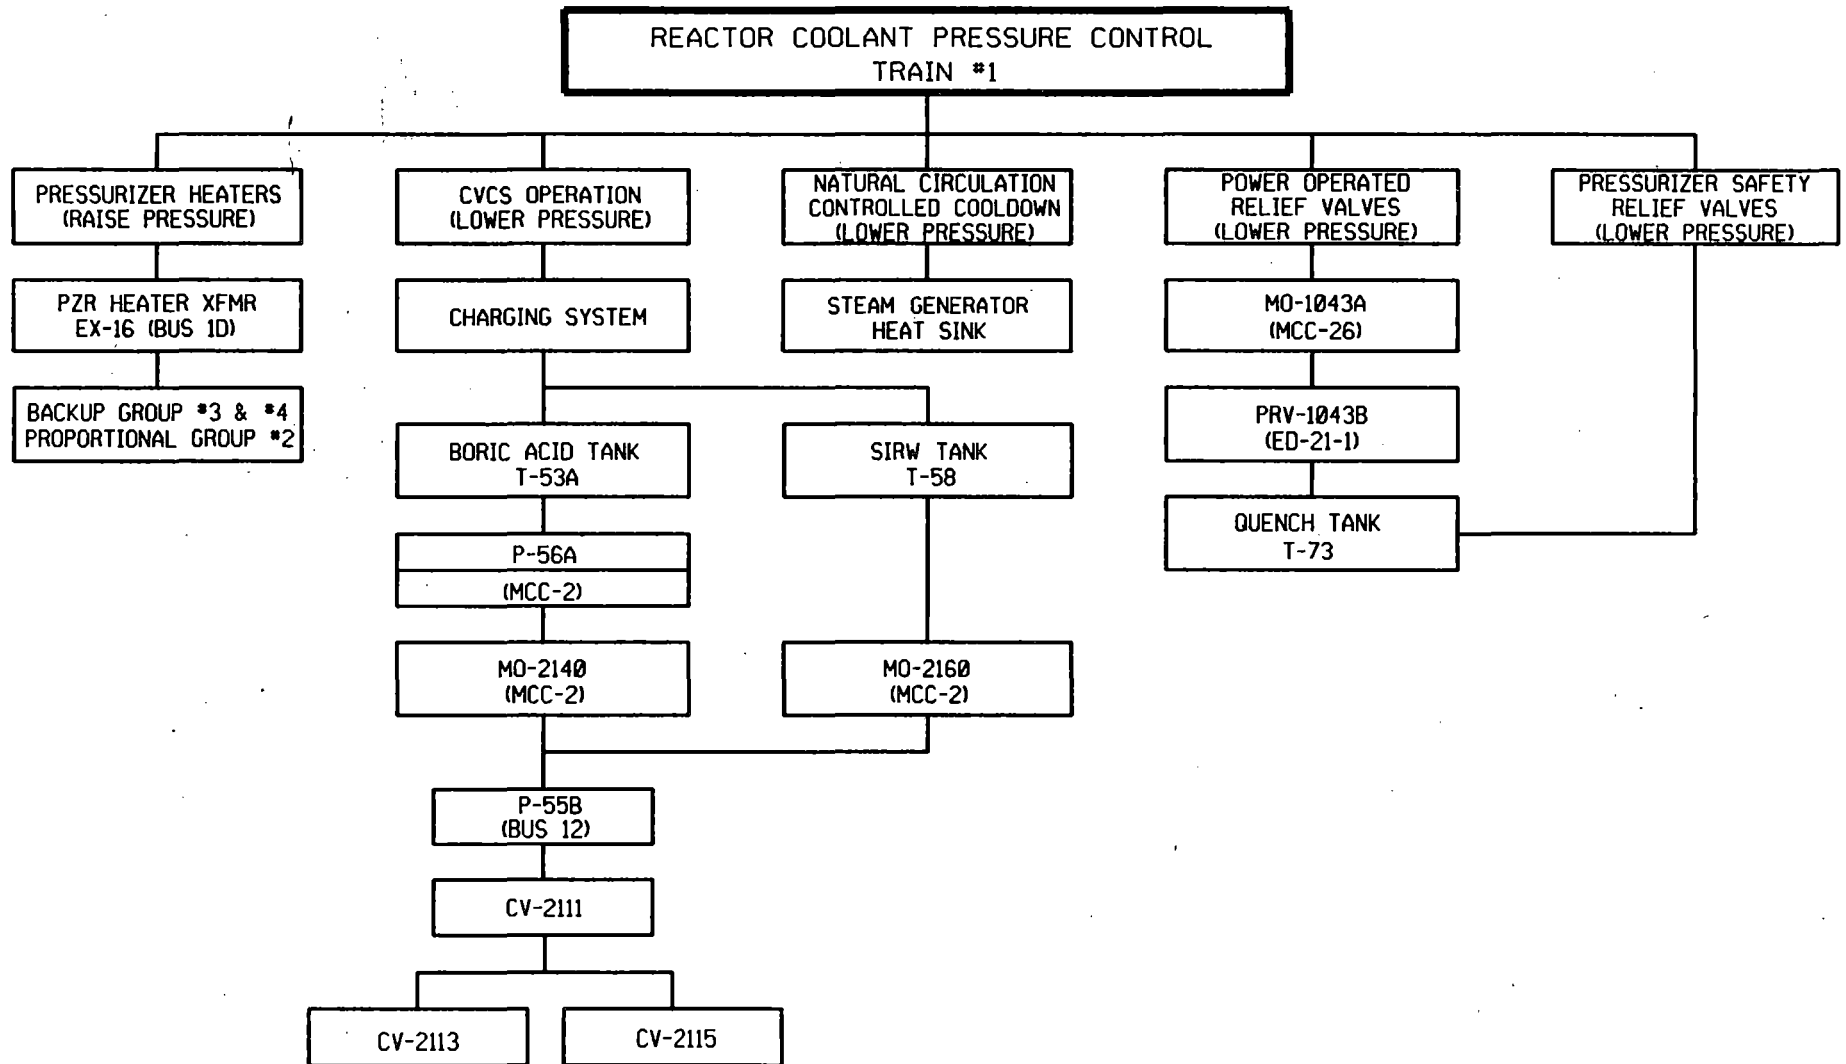 REACTOR COOLANT PRESSURE CONTROL
TRAIN #1
PRESSURIZER HEATERS
(RAISE PRESSURE)
CVCS OPERATION
(LOWER PRESSURE)
NATURAL CIRCULATION
CONTROLLED COOLDOWN
(LOWER PRESSURE)
POWER OPERATED
RELIEF VALVES
(LOWER PRESSURE)
PRESSURIZER SAFETY
RELIEF VALVES
(LOWER PRESSURE)
PZR HEATER XFMR
EX-16 (BUS 1D)
CHARGING SYSTEM
STEAM GENERATOR
HEAT SINK
MO-1043A
(MCC-26)
BACKUP GROUP #3 & #4
PROPORTIONAL GROUP #2
PRV-1043B
(ED-21-1)
BORIC ACID TANK
T-53A
SIRW TANK
T-58
QUENCH TANK
T-73
P-56A
(MCC-2)
MO-2140
(MCC-2)
MO-2160
(MCC-2)
P-55B
(BUS 12)
CV-2111
CV-2113
CV-2115